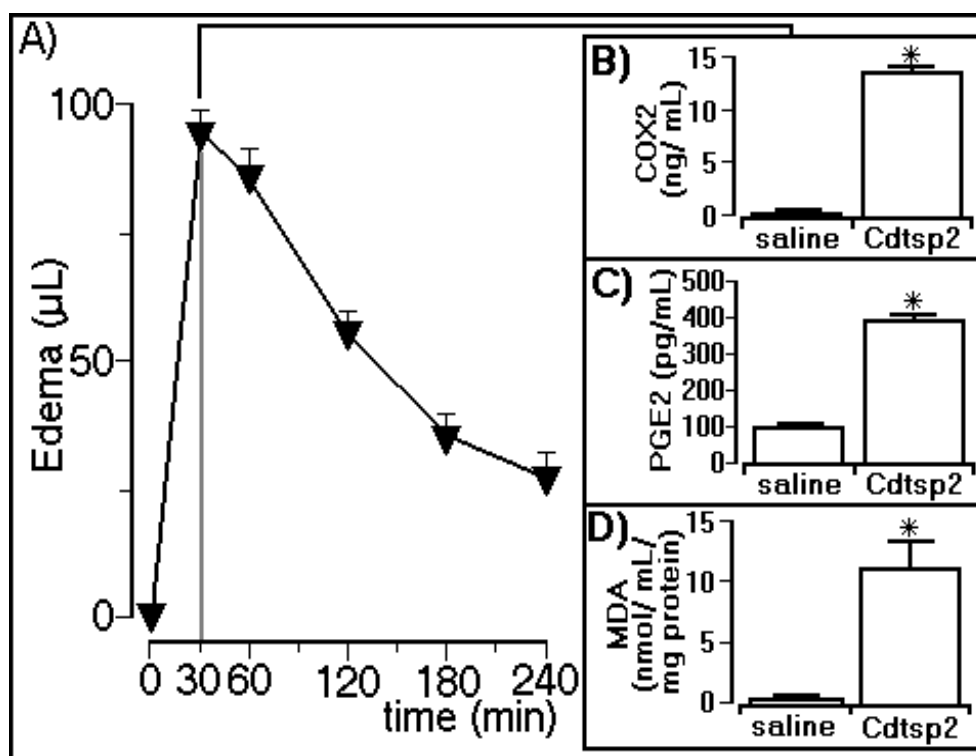 A)
100
50
0
Edema (µL)
0 30 60 120 180 240
time (min)
B)
COX2
(ng/ mL)
15
10
5
0
*
saline Cdtsp2
C)
PGE2 (pg/mL)
500
400
300
200
100
0
*
saline Cdtsp2
D)
MDA
(nmol/ mL/
mg protein)
15
10
5
0
*
saline Cdtsp2